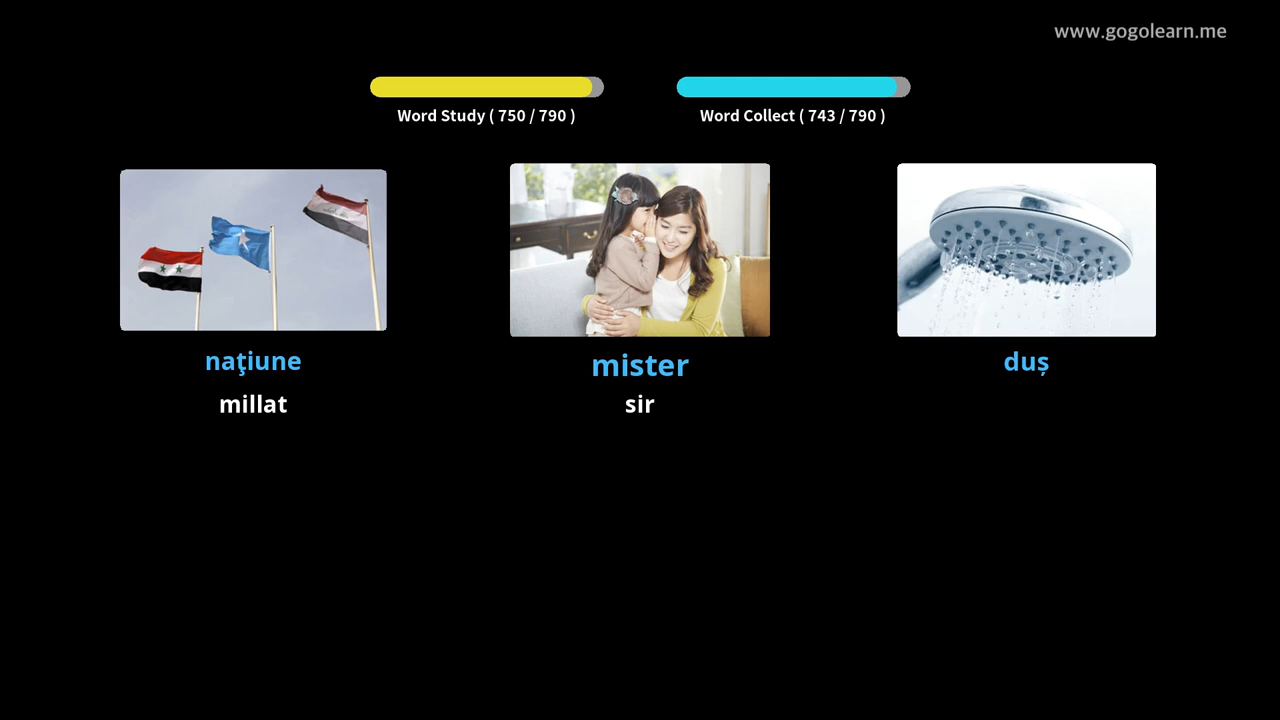 www.gogolearn.me
Word Study ( 750 / 790 )
Word Collect ( 743 / 790 )
naţiune
mister
duș
millat
sir